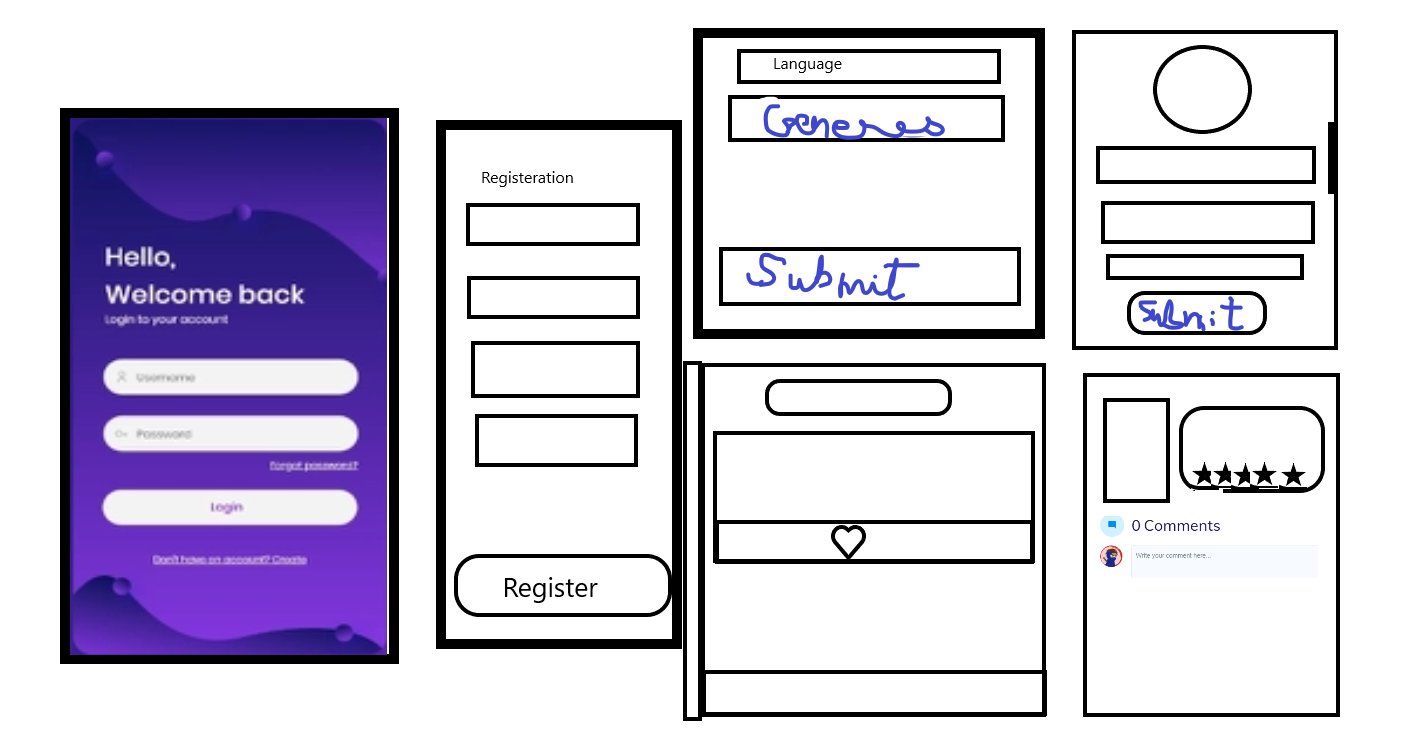 Hello,
Welcome back
Login to your account
Username
Password
Forgot password?
Login
Don't have an account? Create
Registeration
Register
Language
Generes
Submit
Submit
0 Comments
Write your comment here...